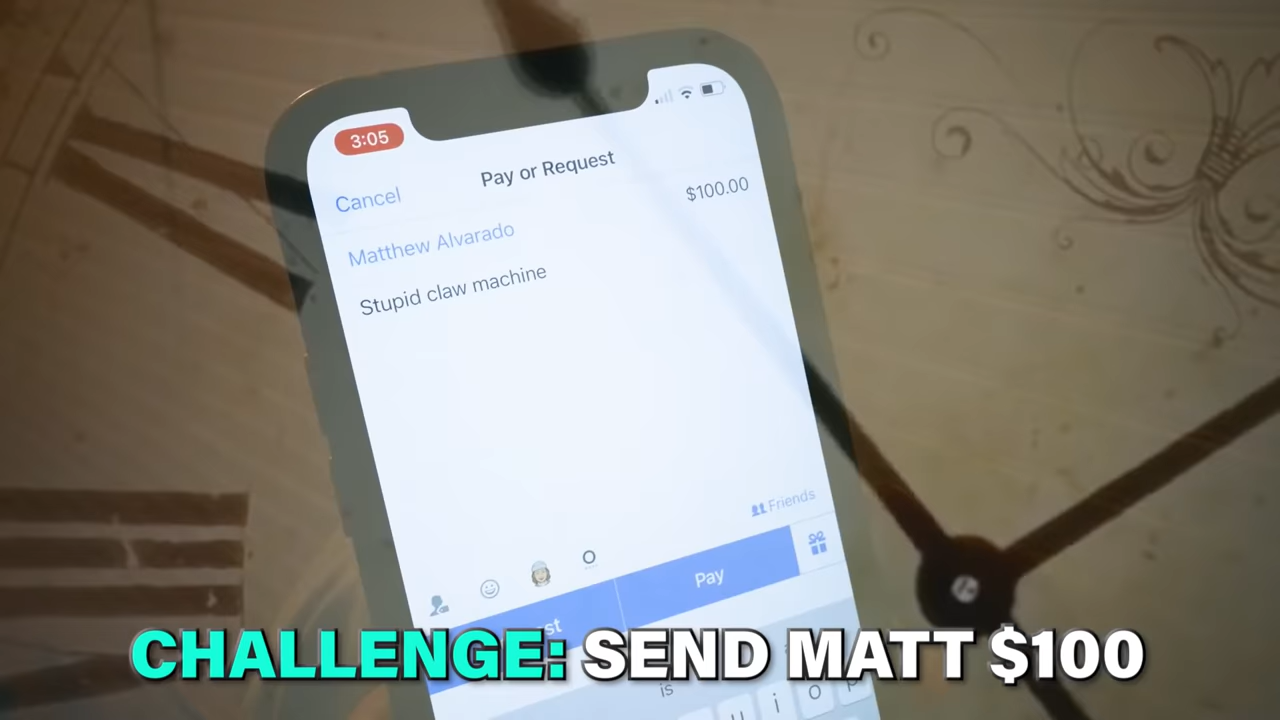 3:05
Pay or Request
Cancel
$100.00
Matthew Alvarado
Stupid claw machine
Friends
Pay
CHALLENGE: SEND MATT $100
is
u i o p